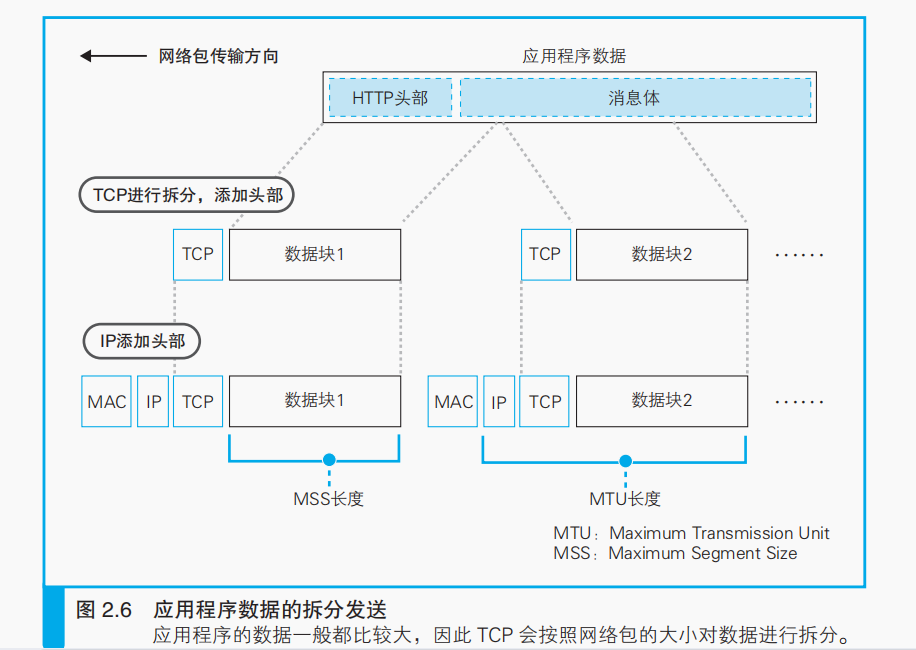 网络包传输方向
应用程序数据
HTTP头部 消息体
TCP进行拆分，添加头部
TCP 数据块1 TCP 数据块2 ······
IP添加头部
MAC IP TCP 数据块1 MAC IP TCP 数据块2 ······
MSS长度 MTU长度
MTU：Maximum Transmission Unit
MSS：Maximum Segment Size
图 2.6 应用程序数据的拆分发送
应用程序的数据一般都比较大，因此 TCP 会按照网络包的大小对数据进行拆分。